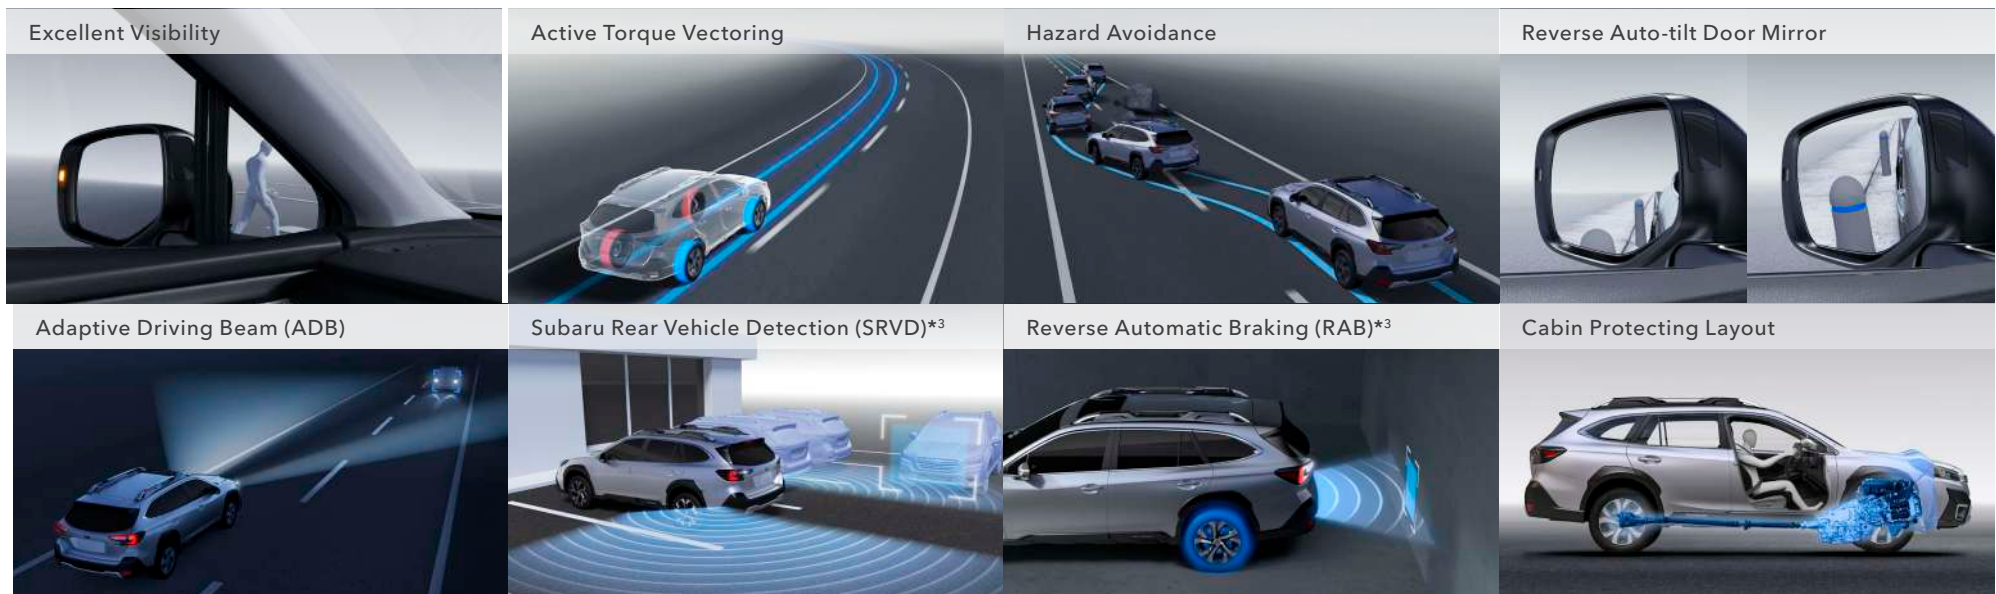 Excellent Visibility
Active Torque Vectoring
Hazard Avoidance
Reverse Auto-tilt Door Mirror
Adaptive Driving Beam (ADB)
Subaru Rear Vehicle Detection (SRVD)*3
Reverse Automatic Braking (RAB)*3
Cabin Protecting Layout